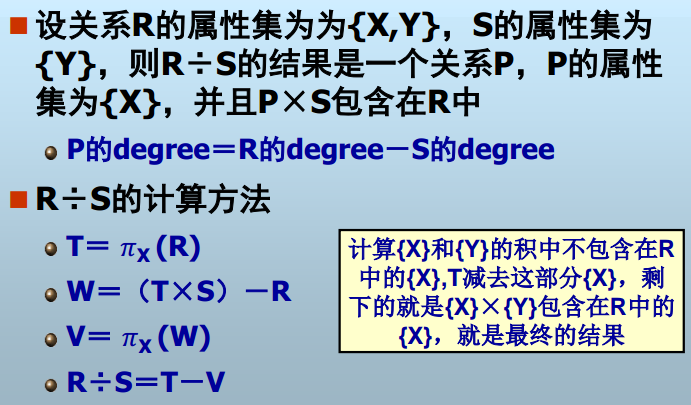 设关系R的属性集为为{X,Y}，S的属性集为
{Y}，则R÷S的结果是一个关系P，P的属性
集为{X}，并且P×S包含在R中
P的degree＝R的degree－S的degree
R÷S的计算方法
T＝ πX (R)
W＝（T×S）－R
V＝ πX (W)
R÷S＝T－V
计算{X}和{Y}的积中不包含在R
中的{X},T减去这部分{X}，剩
下的就是{X}×{Y}包含在R中的
{X}，就是最终的结果